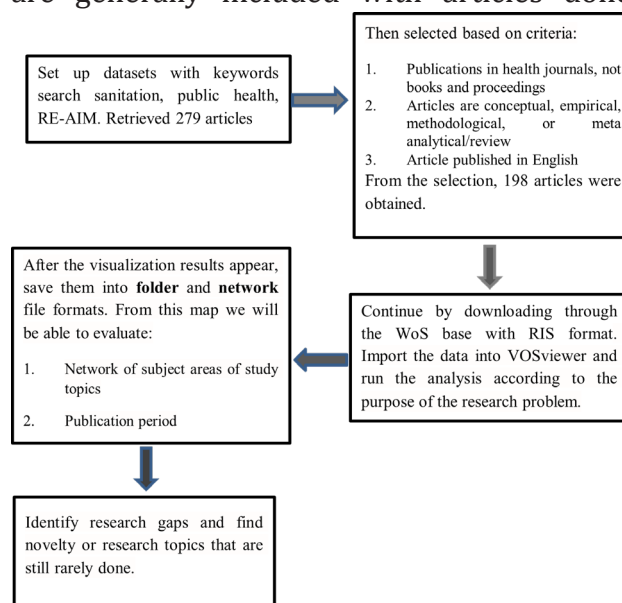 are generally included with articles done
Set up datasets with keywords
search sanitation, public health,
RE-AIM. Retrieved 279 articles
Then selected based on criteria:
1. Publications in health journals, not
books and proceedings
2. Articles are conceptual, empirical,
methodological, or meta
analytical/review
3. Article published in English
From the selection, 198 articles were
obtained.
Continue by downloading through
the WoS base with RIS format.
Import the data into VOSviewer and
run the analysis according to the
purpose of the research problem.
After the visualization results appear,
save them into folder and network
file formats. From this map we will
be able to evaluate:
1. Network of subject areas of study
topics
2. Publication period
Identify research gaps and find
novelty or research topics that are
still rarely done.